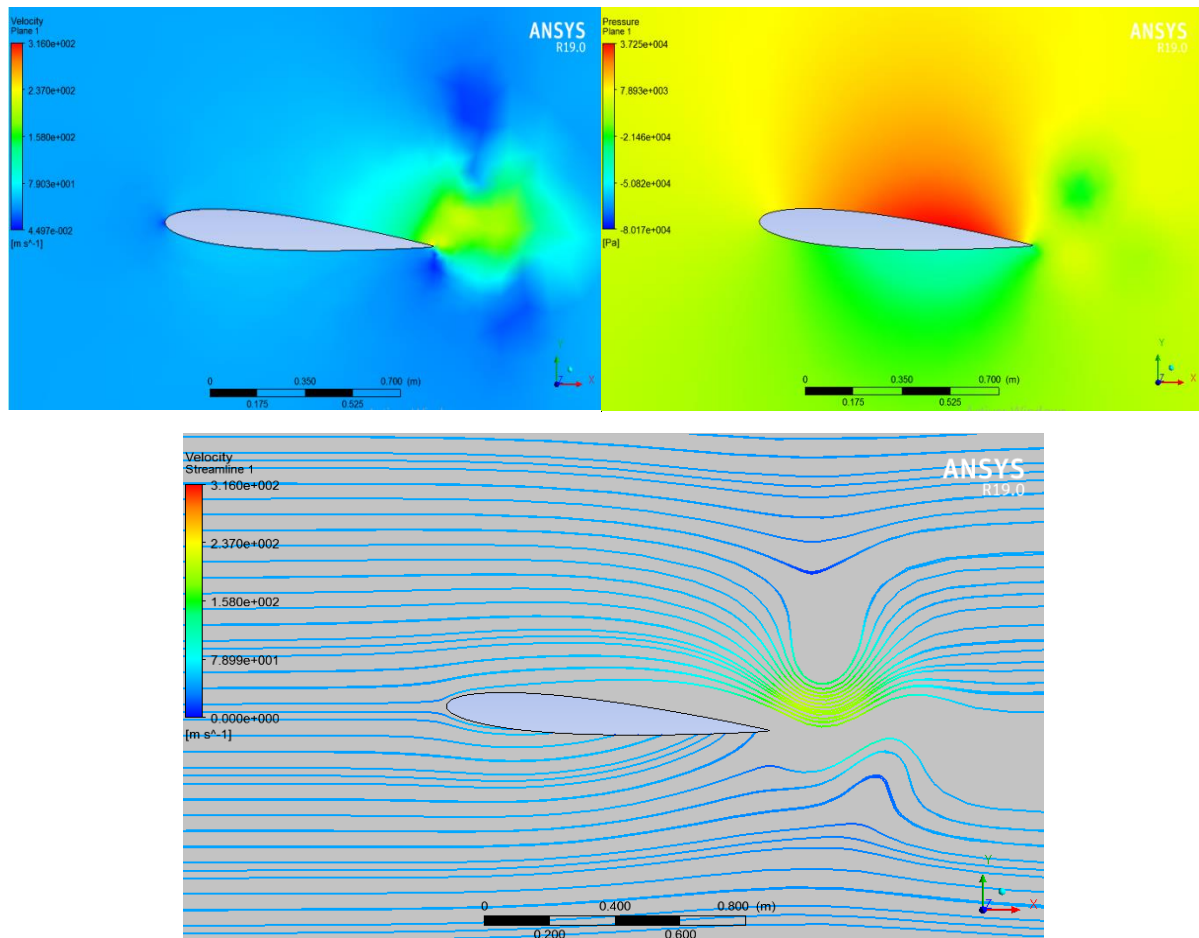 Velocity
Plane 1
3.160e+002
2.370e+002
1.580e+002
7.903e+001
4.497e-002
[m s^-1]
ANSYS
R19.0
0 0.350 0.700 (m)
0.175 0.525
Y
Z X
Pressure
Plane 1
3.725e+004
7.893e+003
-2.146e+004
-5.082e+004
-8.017e+004
[Pa]
ANSYS
R19.0
0 0.350 0.700 (m)
0.175 0.525
Y
Z X
Velocity
Streamline 1
3.160e+002
2.370e+002
1.580e+002
7.899e+001
0.000e+000
[m s^-1]
ANSYS
R19.0
0 0.400 0.800 (m)
0.200 0.600
Y
Z X